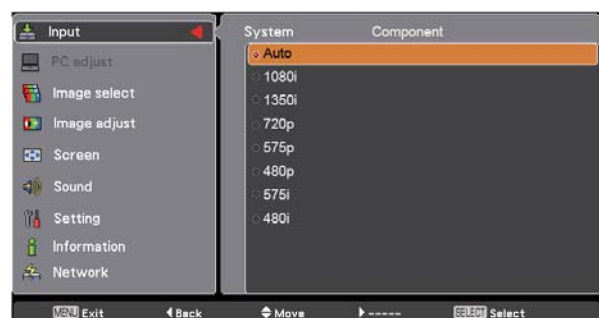 Input
PC adjust
Image select
Image adjust
Screen
Sound
Setting
Information
Network
System Component
Auto
1080i
1350i
720p
575p
480p
575i
480i
MENU Exit Back Move ----- SELECT Select